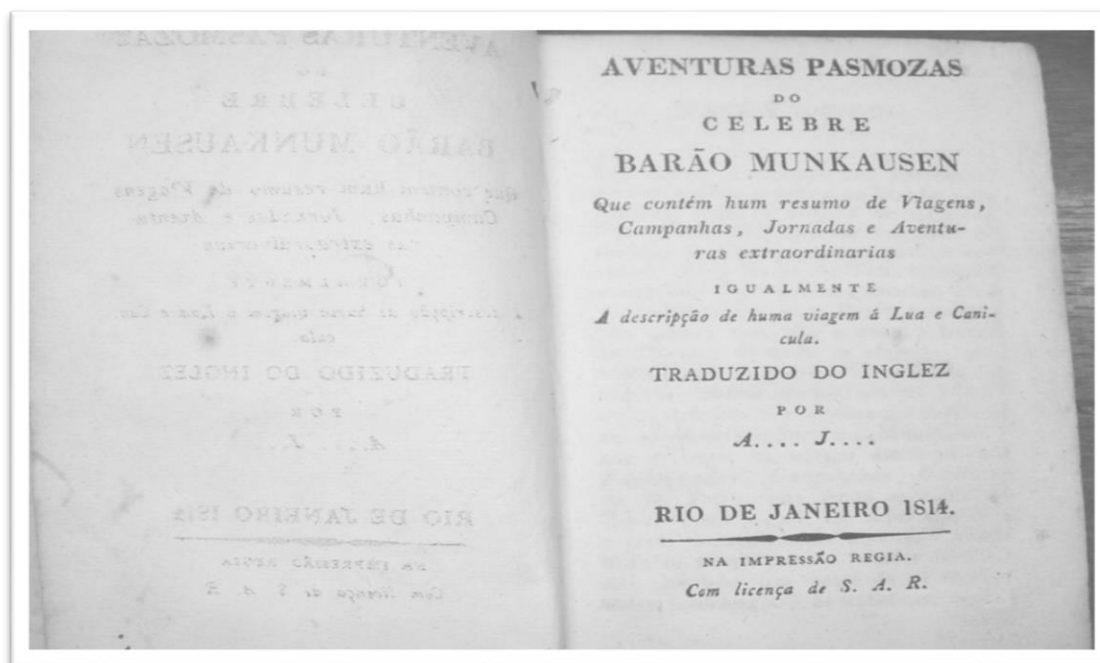 AVENTURAS PASMOZAS
DO
CELEBRE
BARÃO MUNKAUSEN
Que contém hum resumo de Viagens,
Campanhas, Jornadas e Aventu-
ras extraordinarias
IGUALMENTE
A descripção de huma viagem á Lua e Cani-
cula.
TRADUZIDO DO INGLEZ
POR
A.... J....
RIO DE JANEIRO 1814.
NA IMPRESSÃO REGIA.
Com licença de S. A. R.